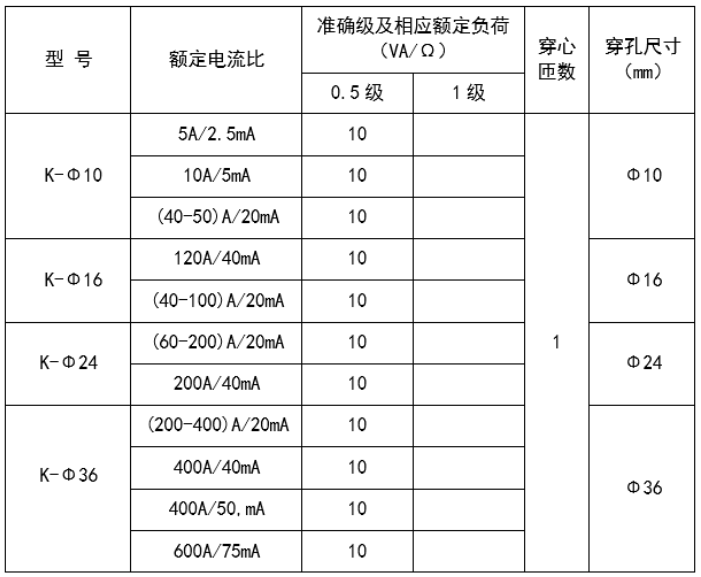 型 号 额定电流比 准确级及相应额定负荷 (VA/Ω) 穿心匝数 穿孔尺寸 (mm)
0.5级 1级
K-Φ10 5A/2.5mA 10 1 Φ10
10A/5mA 10
(40-50)A/20mA 10
K-Φ16 120A/40mA 10 Φ16
(40-100)A/20mA 10
K-Φ24 (60-200)A/20mA 10 Φ24
200A/40mA 10
K-Φ36 (200-400)A/20mA 10 Φ36
400A/40mA 10
400A/50,mA 10
600A/75mA 10